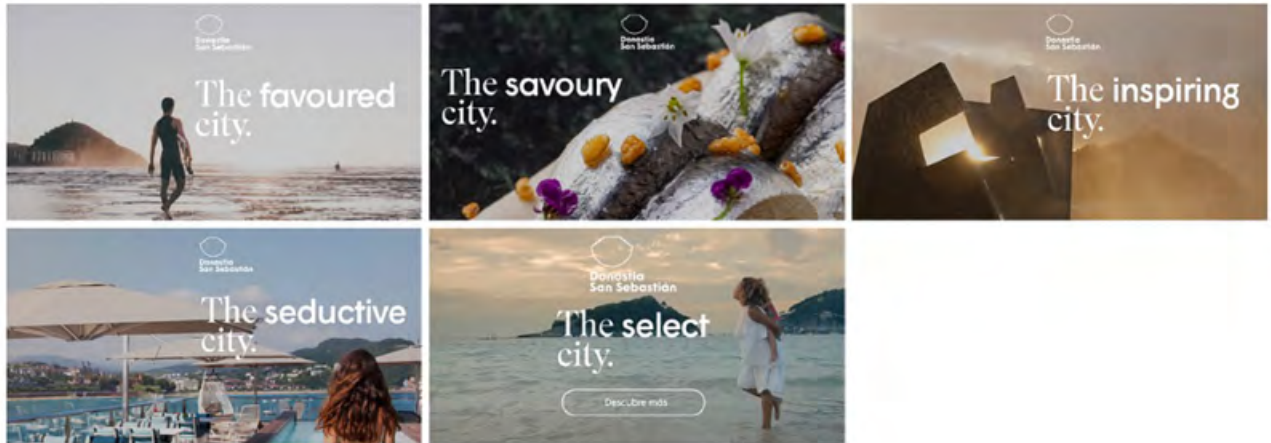 Donostia
San Sebastián
The favoured
city.
Donostia
San Sebastián
The savoury
city.
Donostia
San Sebastián
The inspiring
city.
Donostia
San Sebastián
The seductive
city.
Donostia
San Sebastián
The select
city.
Descubre más